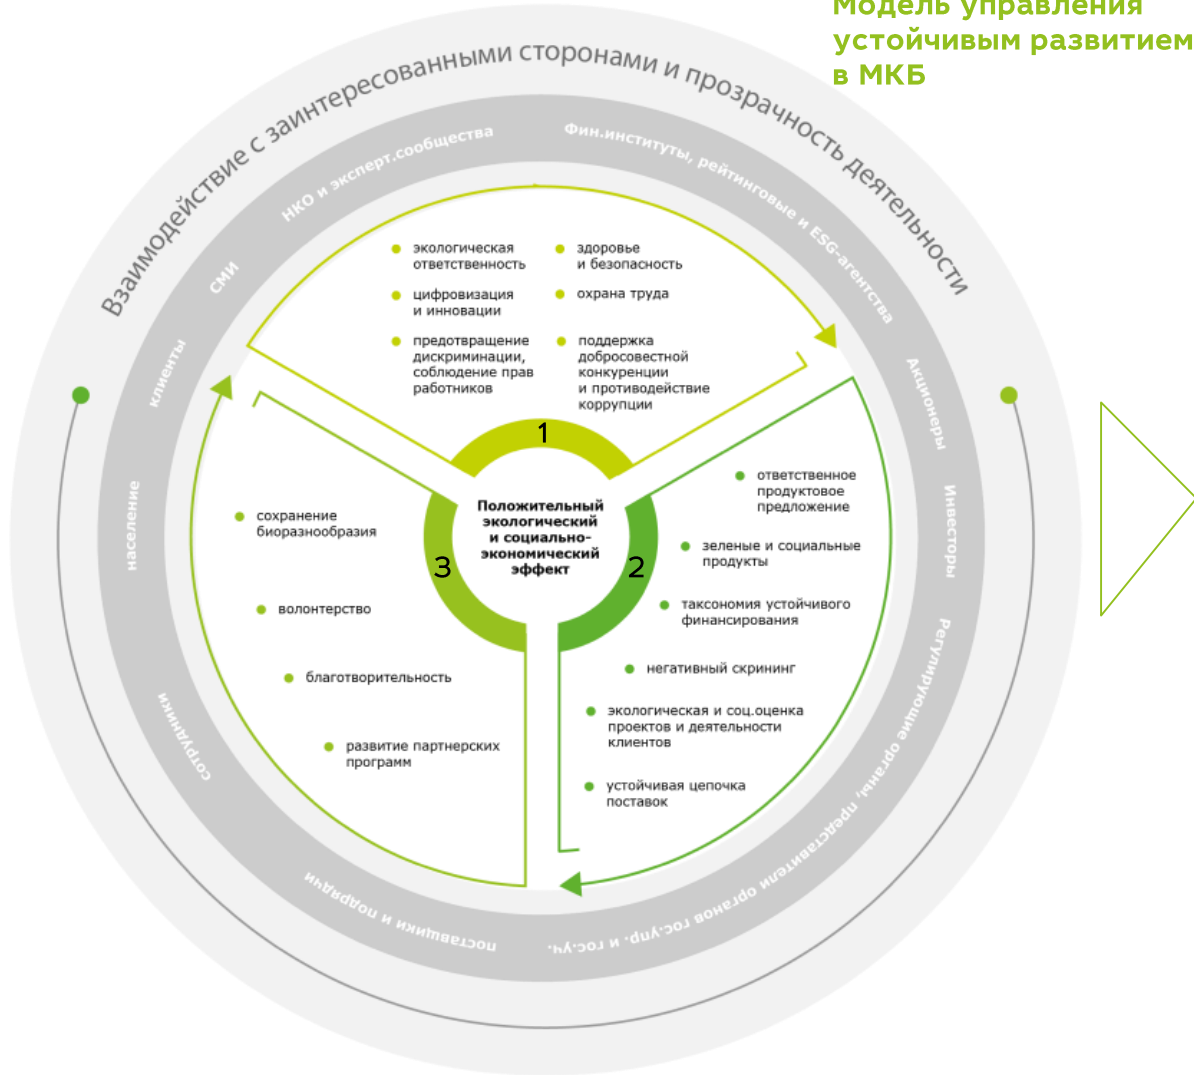 Модель управления
устойчивым развитием
в МКБ
Взаимодействие с заинтересованными сторонами и прозрачность деятельности
НКО и эксперт.сообщества
Фин.институты, рейтинговые и ESG-агентства
Акционеры
Инвесторы
Регулирующие органы, представители органов гос.упр. и гос.уч.
поставщики и подрядчи
сотрудники
население
клиенты
СМИ
экологическая
ответственность
цифровизация
и инновации
предотвращение
дискриминации,
соблюдение прав
работников
здоровье
и безопасность
охрана труда
поддержка
добросовестной
конкуренции
и противодействие
коррупции
1
Положительный
экологический
и социально-
экономический
эффект
2
ответственное
продуктовое
предложение
зеленые и социальные
продукты
таксономия устойчивого
финансирования
негативный скрининг
экологическая и соц.оценка
проектов и деятельности
клиентов
устойчивая цепочка
поставок
3
сохранение
биоразнообразия
волонтерство
благотворительность
развитие партнерских
программ